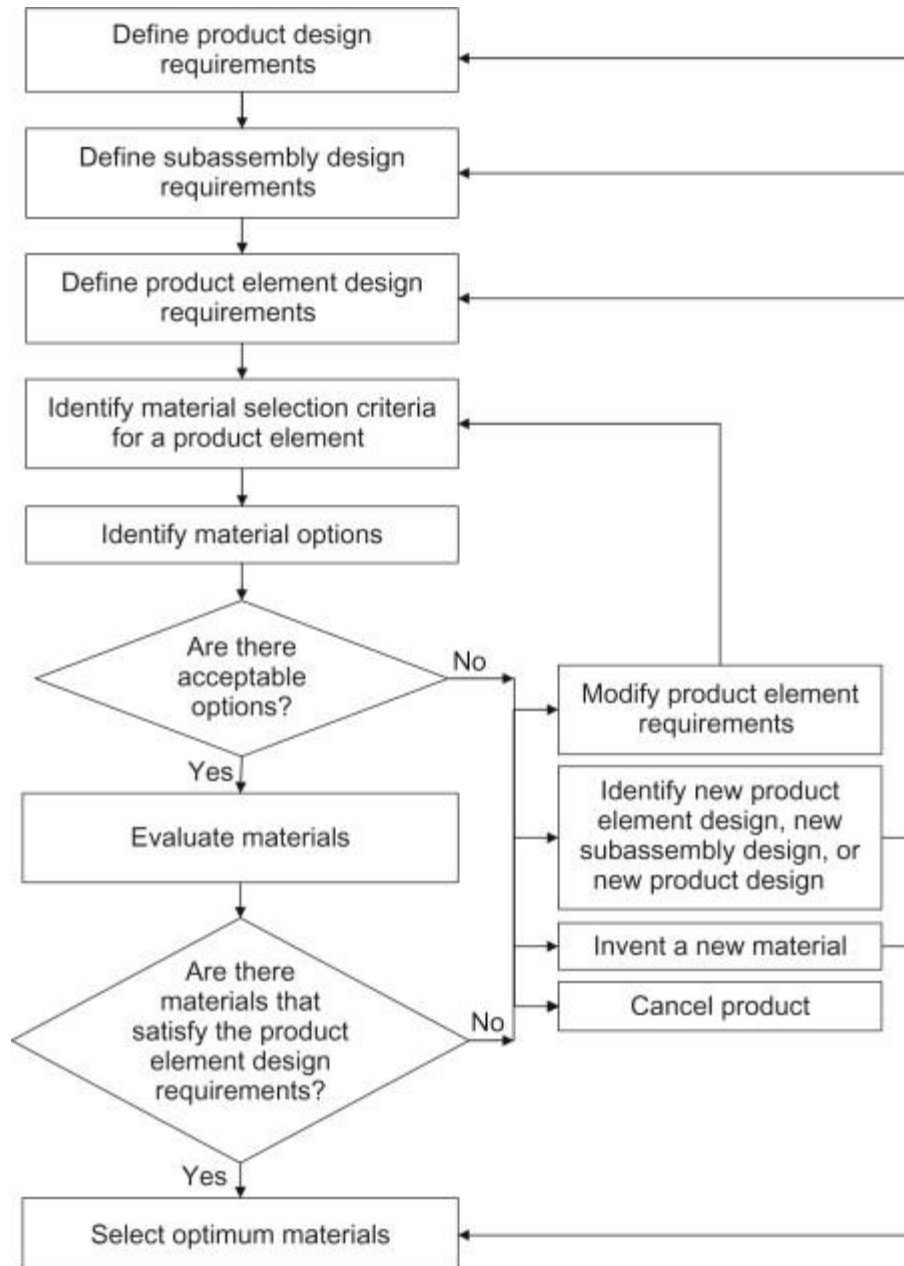 Define product design
requirements
Define subassembly design
requirements
Define product element design
requirements
Identify material selection criteria
for a product element
Identify material options
Are there
acceptable
options?
No
Yes
Modify product element
requirements
Identify new product
element design, new
subassembly design, or
new product design
Invent a new material
Cancel product
Evaluate materials
Are there
materials that
satisfy the product
element design
requirements?
No
Yes
Select optimum materials